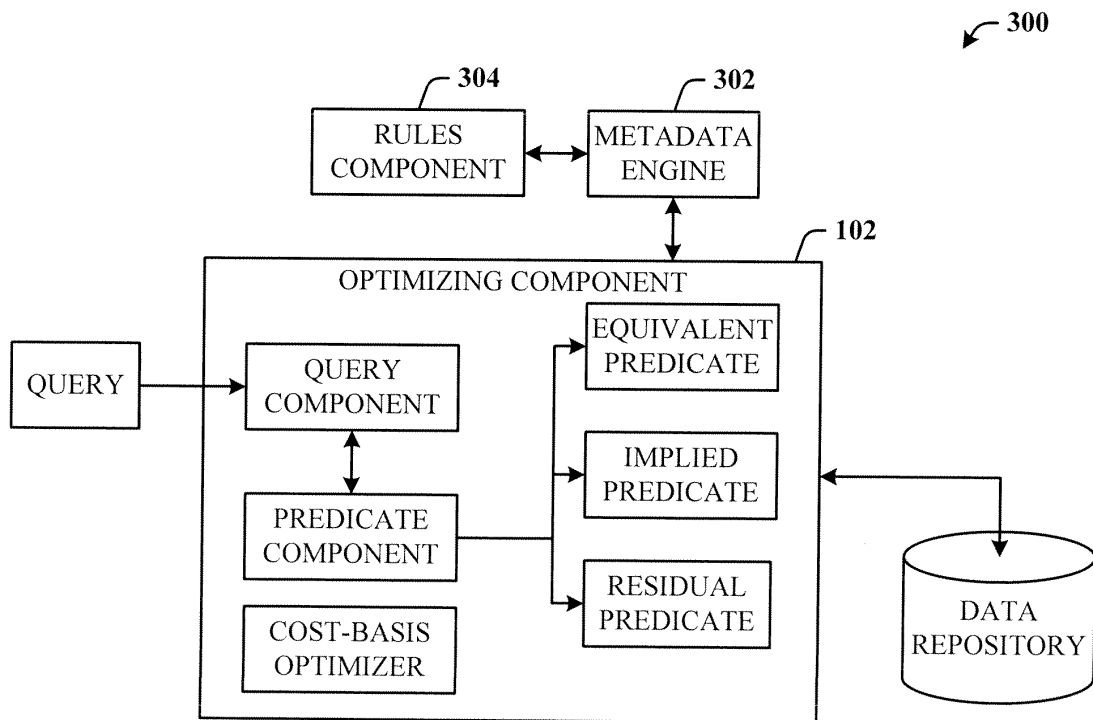 300
304
302
RULES
COMPONENT
METADATA
ENGINE
102
OPTIMIZING COMPONENT
EQUIVALENT
PREDICATE
QUERY
QUERY
COMPONENT
IMPLIED
PREDICATE
PREDICATE
COMPONENT
RESIDUAL
PREDICATE
COST-BASIS
OPTIMIZER
DATA
REPOSITORY